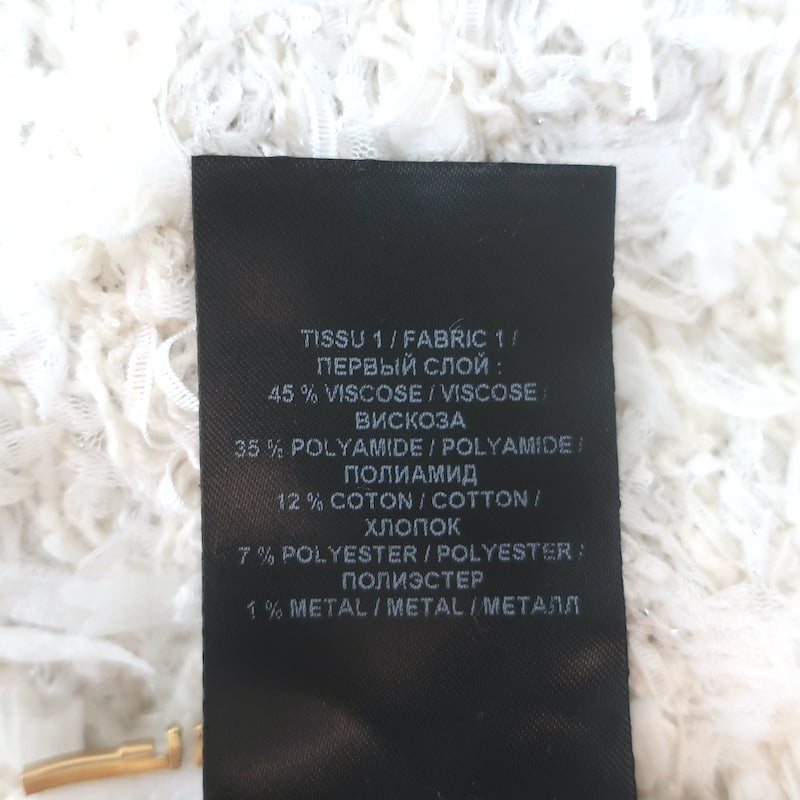 TISSU 1 / FABRIC 1 /
ПЕРВЫЙ СЛОЙ :
45 % VISCOSE / VISCOSE /
ВИСКОЗА
35 % POLYAMIDE / POLYAMIDE /
ПОЛИАМИД
12 % COTON / COTTON /
ХЛОПОК
7 % POLYESTER / POLYESTER /
ПОЛИЭСТЕР
1 % METAL / METAL / МЕТАЛЛ